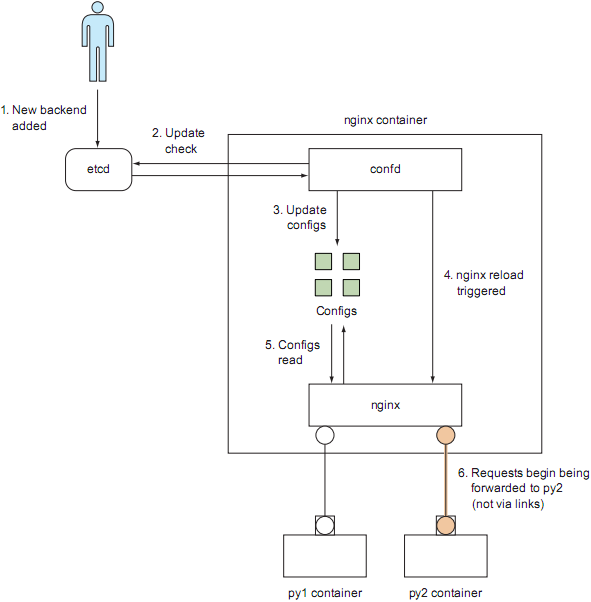 1. New backend
added
2. Update
check
nginx container
etcd
confd
3. Update
configs
4. nginx reload
triggered
Configs
5. Configs
read
nginx
6. Requests begin being
forwarded to py2
(not via links)
py1 container
py2 container